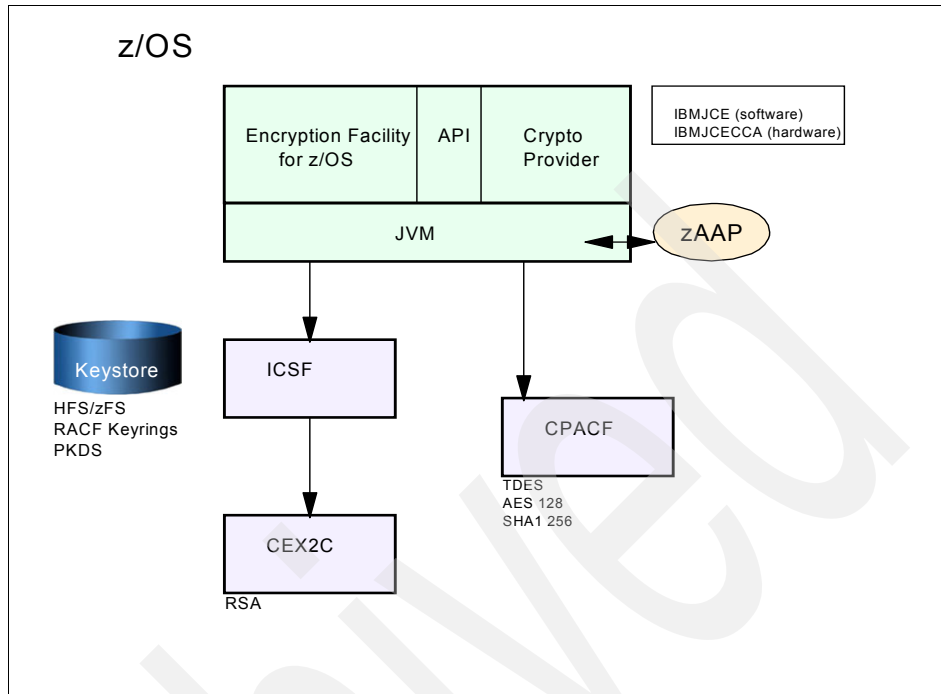 z/OS
Encryption Facility
for z/OS
API
Crypto
Provider
IBMJCE (software)
IBMJCECCA (hardware)
JVM
zAAP
Keystore
HFS/zFS
RACF Keyrings
PKDS
ICSF
CPACF
TDES
AES 128
SHA1 256
CEX2C
RSA
hived